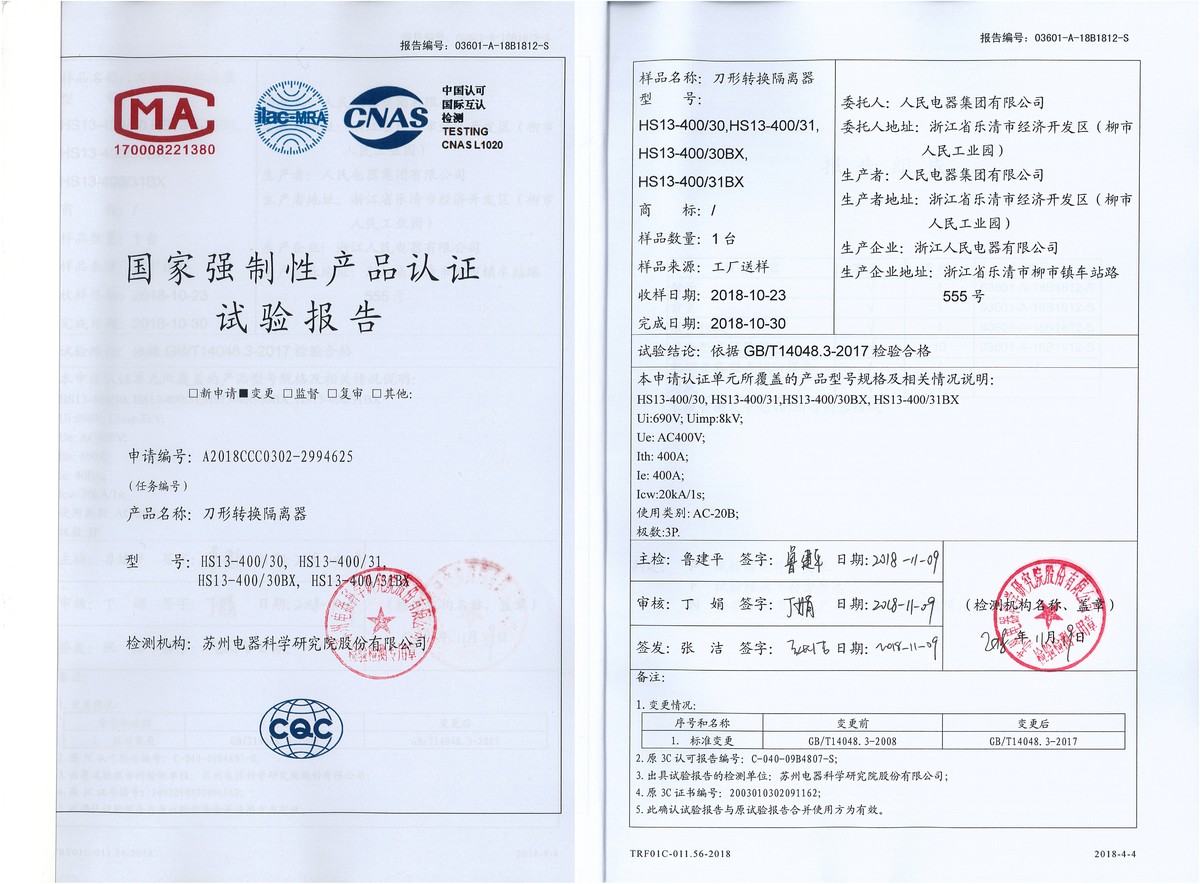 报告编号：03601-A-18B1812-S
MA
170008221380
ilac-MRA
CNAS
中国认可
国际互认
检测
TESTING
CNAS L1020
国家强制性产品认证
试验报告
□新申请■变更 □监督 □复审 □其他:
申请编号：A2018CCC0302-2994625
（任务编号）
产品名称：刀形转换隔离器
型 号：HS13-400/30, HS13-400/31,
HS13-400/30BX, HS13-400/31BX
检测机构：苏州电器科学研究院股份有限公司
检验检测专用章
CQC
报告编号：03601-A-18B1812-S
样品名称：刀形转换隔离器
型 号：
HS13-400/30,HS13-400/31,
HS13-400/30BX,
HS13-400/31BX
商 标：/
样品数量：1 台
样品来源：工厂送样
收样日期：2018-10-23
完成日期：2018-10-30
委托人：人民电器集团有限公司
委托人地址：浙江省乐清市经济开发区（柳市
人民工业园）
生产者：人民电器集团有限公司
生产者地址：浙江省乐清市经济开发区（柳市
人民工业园）
生产企业：浙江人民电器有限公司
生产企业地址：浙江省乐清市柳市镇车站路
555 号
试验结论：依据 GB/T14048.3-2017 检验合格
本申请认证单元所覆盖的产品型号规格及相关情况说明：
HS13-400/30, HS13-400/31,HS13-400/30BX, HS13-400/31BX
Ui:690V; Uimp:8kV;
Ue: AC400V;
Ith: 400A;
Ie: 400A;
Icw:20kA/1s;
使用类别: AC-20B;
极数:3P.
主检：鲁建平 签字：鲁建平 日期:2018-11-09
审核：丁 娟 签字：丁娟 日期:2018-11-09
签发：张 洁 签字：张洁 日期:2018-11-09
（检测机构名称、盖章）
2018 年 11 月 9 日
备注：
1.变更情况：
序号和名称 变更前 变更后
1. 标准变更 GB/T14048.3-2008 GB/T14048.3-2017
2.原 3C 认可报告编号：C-040-09B4807-S;
3.出具试验报告的检测单位：苏州电器科学研究院股份有限公司；
4.原 3C 证书编号：2003010302091162;
5.此确认试验报告与原试验报告合并使用方为有效。
TRF01C-011.56-2018
2018-4-4